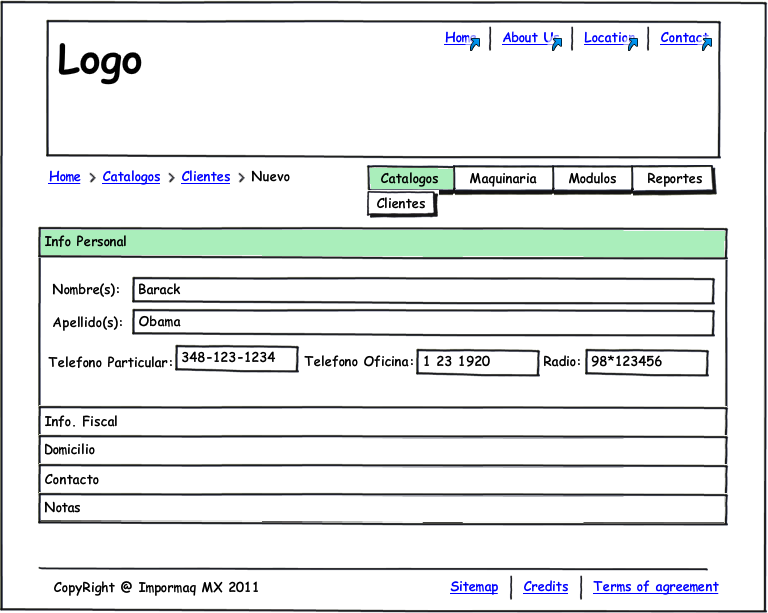 Home | About Us | Location | Contact
Logo
Home > Catalogos > Clientes > Nuevo
Catalogos Maquinaria Modulos Reportes
Clientes
Info Personal
Nombre(s): Barack
Apellido(s): Obama
Telefono Particular: 348-123-1234 Telefono Oficina: 1 23 1920 Radio: 98*123456
Info. Fiscal
Domicilio
Contacto
Notas
CopyRight @ Impormaq MX 2011 Sitemap | Credits | Terms of agreement